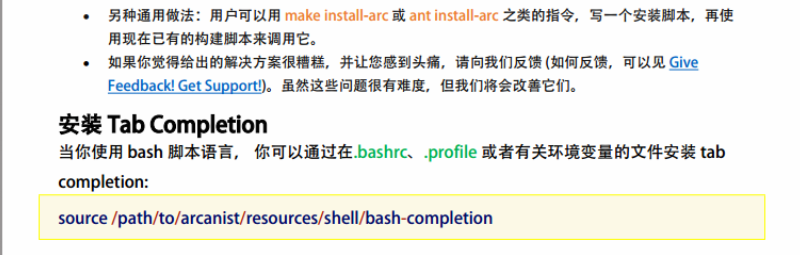 • 另种通用做法：用户可以用 make install-arc 或 ant install-arc 之类的指令，写一个安装脚本，再使
用现在已有的构建脚本来调用它。
• 如果你觉得给出的解决方案很糟糕，并让您感到头痛，请向我们反馈 (如何反馈，可以见 Give
Feedback! Get Support!)。虽然这些问题很有难度，但我们将会改善它们。
安装 Tab Completion
当你使用 bash 脚本语言， 你可以通过在.bashrc、.profile 或者有关环境变量的文件安装 tab
completion:
source /path/to/arcanist/resources/shell/bash-completion